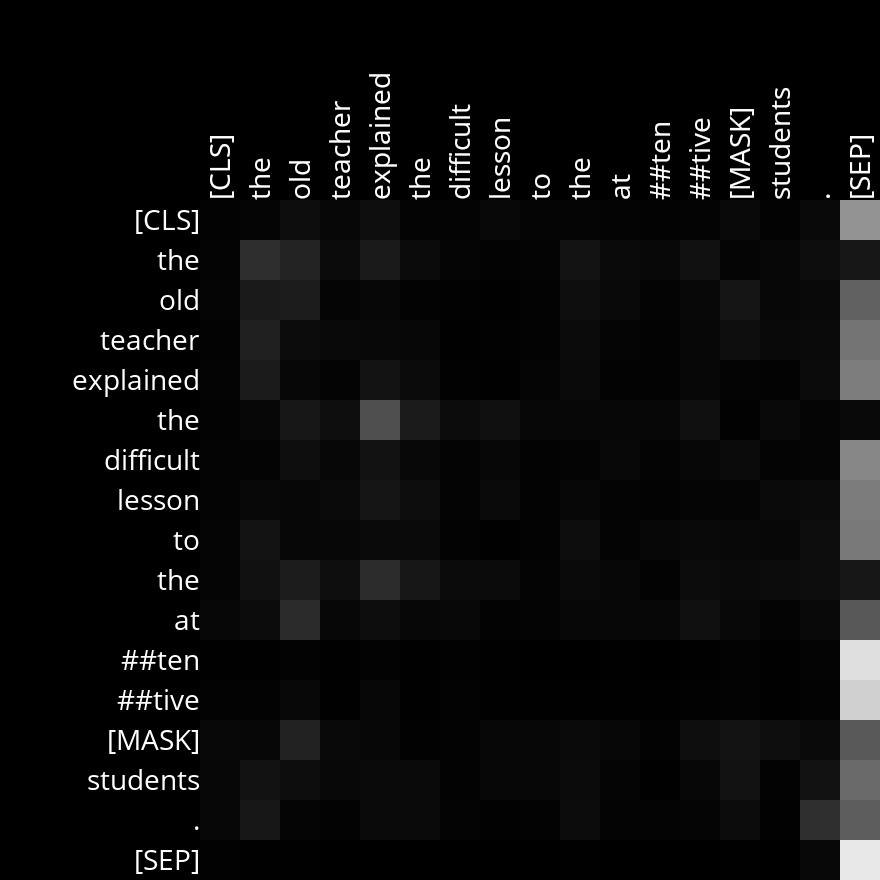 [CLS]
the
old
teacher
explained
the
difficult
lesson
to
the
at
##ten
##tive
[MASK]
students
.
[SEP]
[CLS]
the
old
teacher
explained
the
difficult
lesson
to
the
at
##ten
##tive
[MASK]
students
.
[SEP]